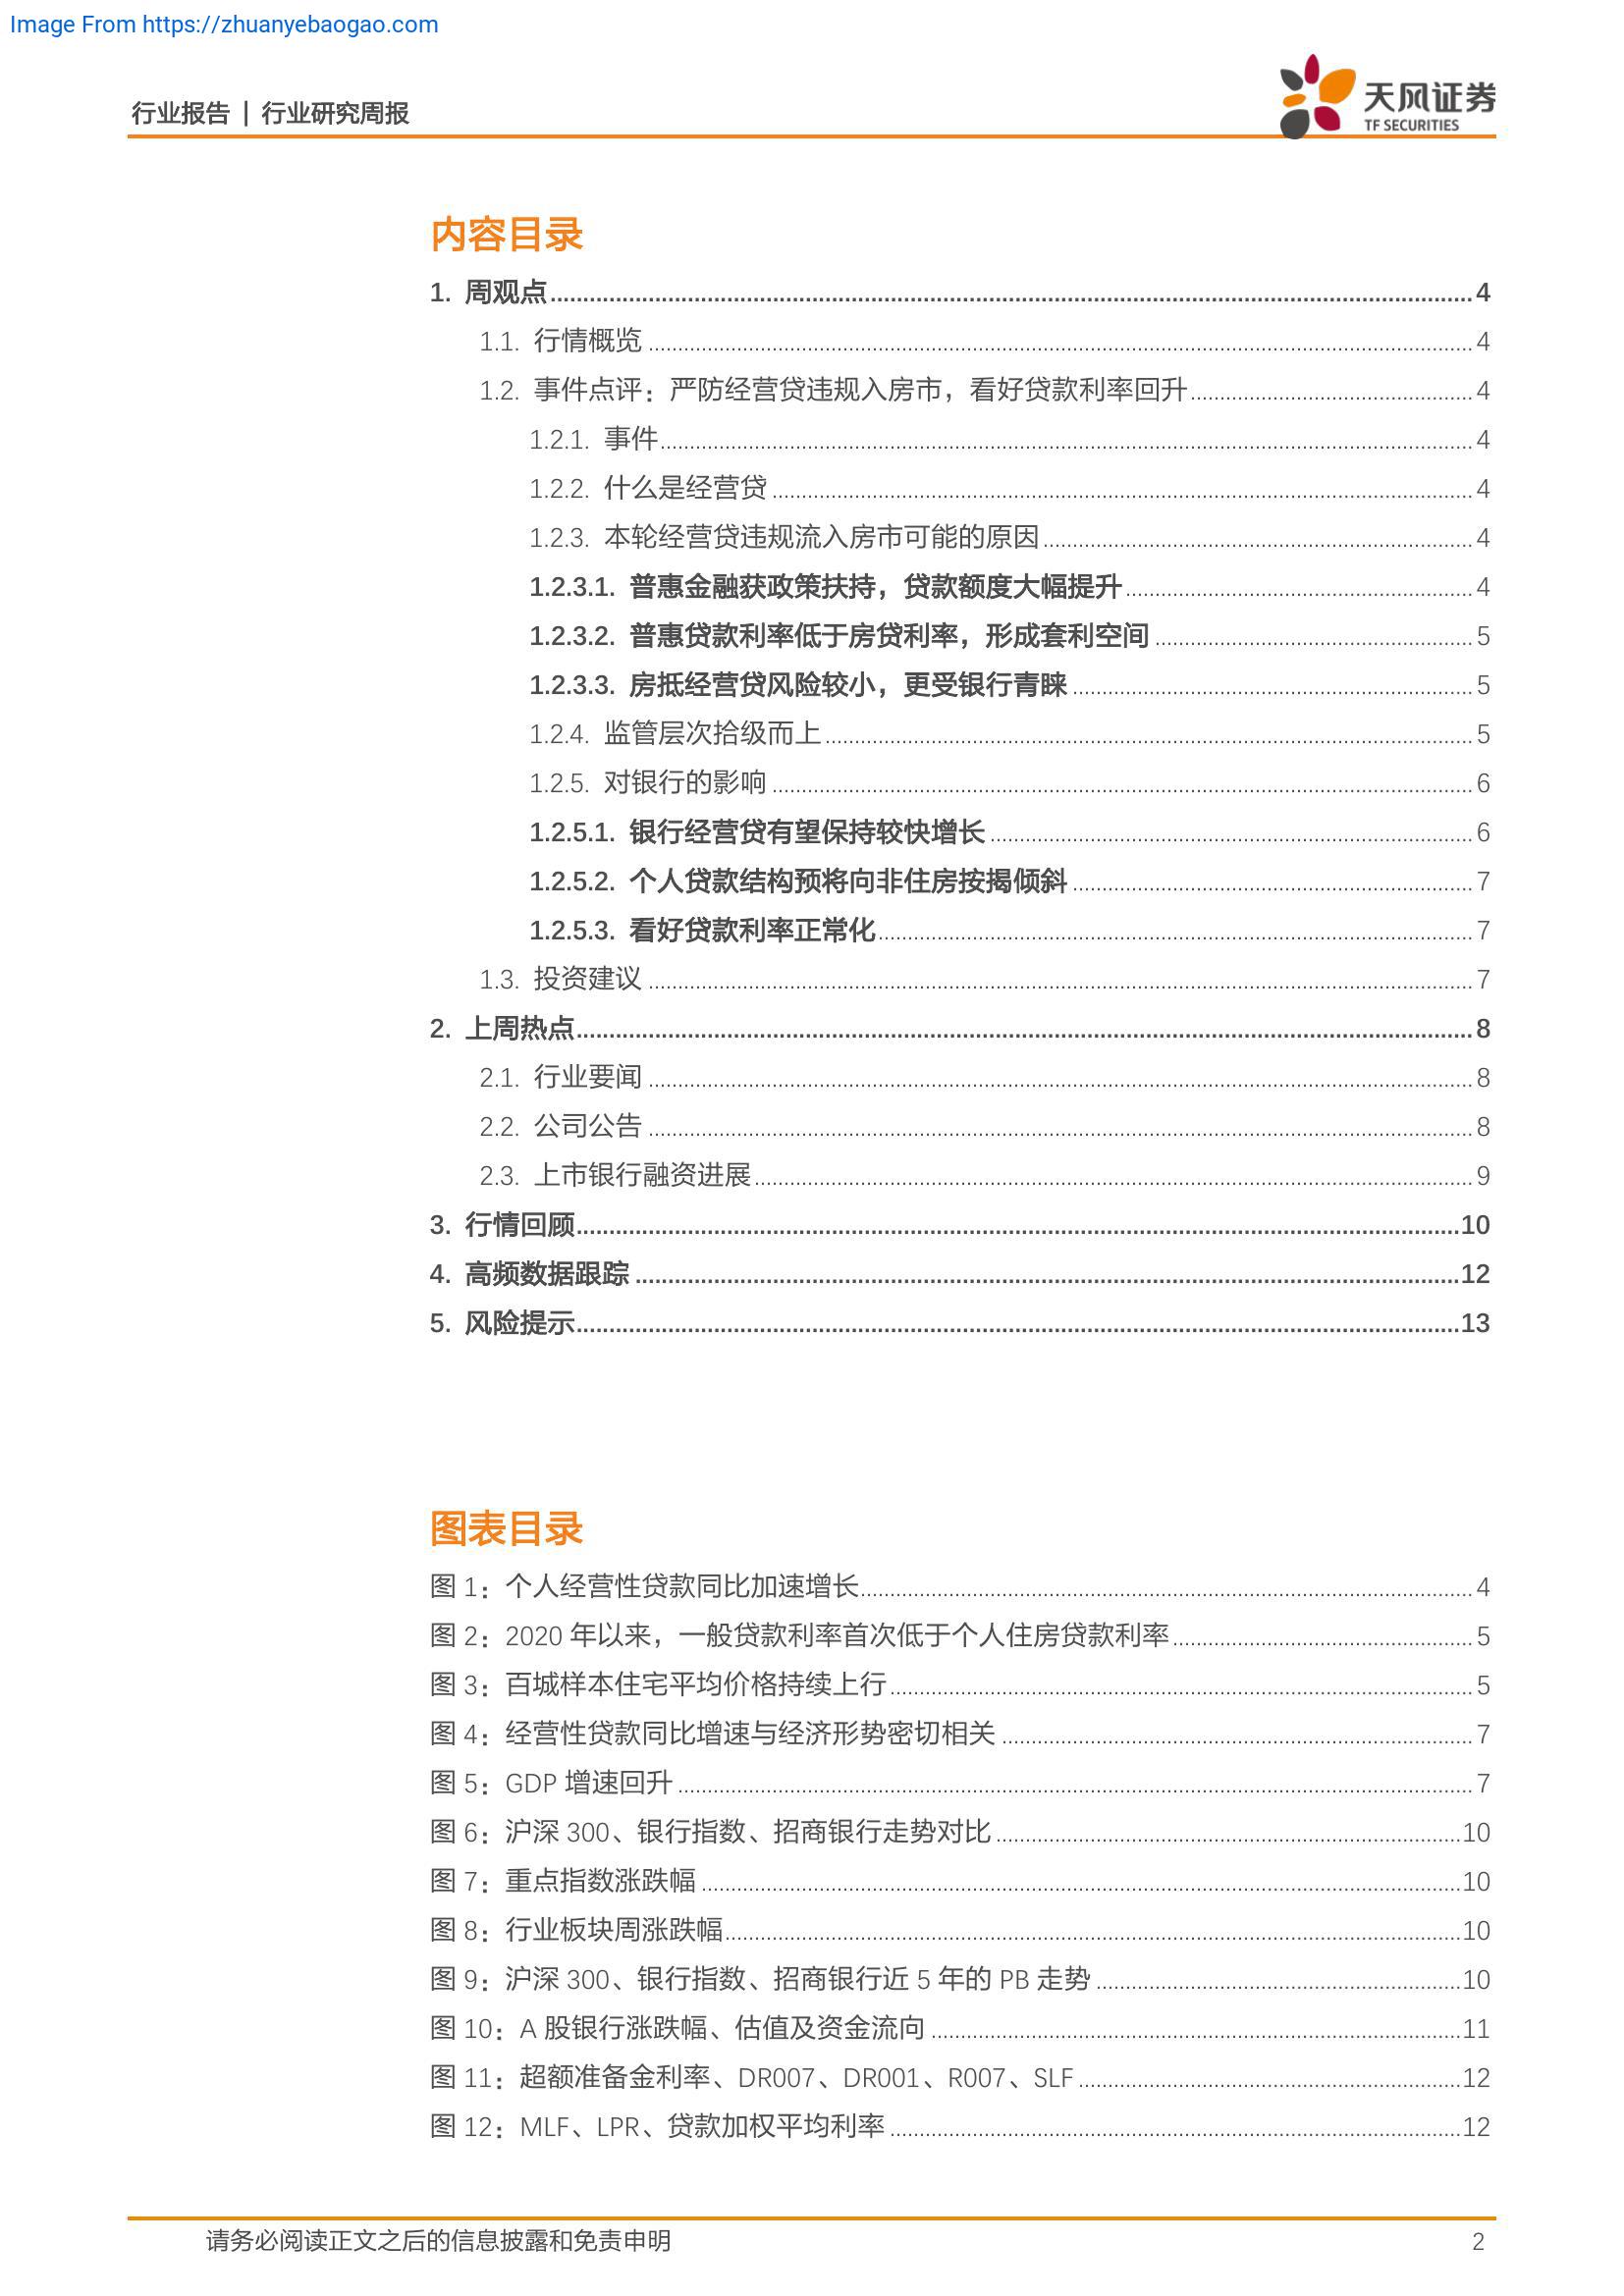 Image From https://zhuanyebaogao.com
行业报告 | 行业研究周报
天风证券
TF SECURITIES
内容目录
1. 周观点 4
1.1. 行情概览 4
1.2. 事件点评：严防经营贷违规入房市，看好贷款利率回升 4
1.2.1. 事件 4
1.2.2. 什么是经营贷 4
1.2.3. 本轮经营贷违规流入房市可能的原因 4
1.2.3.1. 普惠金融获政策扶持，贷款额度大幅提升 4
1.2.3.2. 普惠贷款利率低于房贷利率，形成套利空间 5
1.2.3.3. 房抵经营贷风险较小，更受银行青睐 5
1.2.4. 监管层次拾级而上 5
1.2.5. 对银行的影响 6
1.2.5.1. 银行经营贷有望保持较快增长 6
1.2.5.2. 个人贷款结构预将向非住房按揭倾斜 7
1.2.5.3. 看好贷款利率正常化 7
1.3. 投资建议 7
2. 上周热点 8
2.1. 行业要闻 8
2.2. 公司公告 8
2.3. 上市银行融资进展 9
3. 行情回顾 10
4. 高频数据跟踪 12
5. 风险提示 13
图表目录
图 1：个人经营性贷款同比加速增长 4
图 2：2020 年以来，一般贷款利率首次低于个人住房贷款利率 5
图 3：百城样本住宅平均价格持续上行 5
图 4：经营性贷款同比增速与经济形势密切相关 7
图 5：GDP 增速回升 7
图 6：沪深 300、银行指数、招商银行走势对比 10
图 7：重点指数涨跌幅 10
图 8：行业板块周涨跌幅 10
图 9：沪深 300、银行指数、招商银行近 5 年的 PB 走势 10
图 10：A 股银行涨跌幅、估值及资金流向 11
图 11：超额准备金利率、DR007、DR001、R007、SLF 12
图 12：MLF、LPR、贷款加权平均利率 12
请务必阅读正文之后的信息披露和免责申明 2